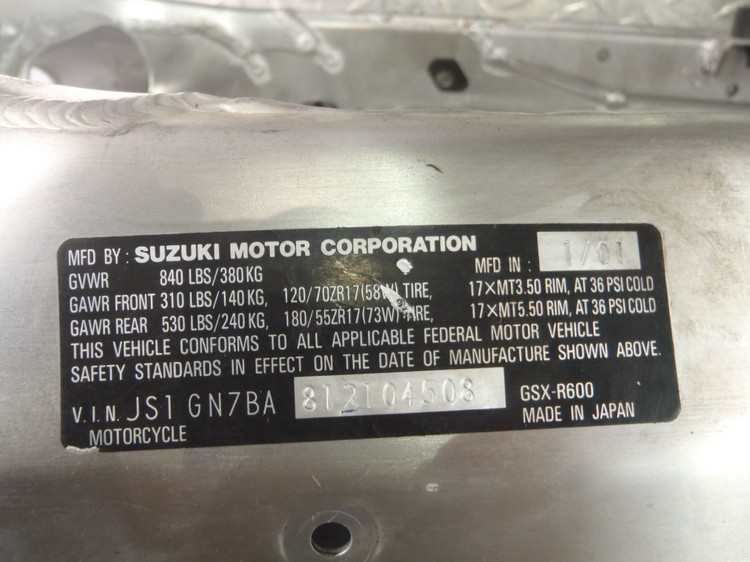 MFD BY : SUZUKI MOTOR CORPORATION MFD IN : 1/01
GVWR 840 LBS/380KG
GAWR FRONT 310 LBS/140KG, 120/70ZR17(58W) TIRE, 17×MT3.50 RIM, AT 36 PSI COLD
GAWR REAR 530 LBS/240KG, 180/55ZR17(73W) TIRE, 17×MT5.50 RIM, AT 36 PSI COLD
THIS VEHICLE CONFORMS TO ALL APPLICABLE FEDERAL MOTOR VEHICLE
SAFETY STANDARDS IN EFFECT ON THE DATE OF MANUFACTURE SHOWN ABOVE.
V.I.N. JS1 GN7BA 812104508 GSX-R600
MOTORCYCLE MADE IN JAPAN